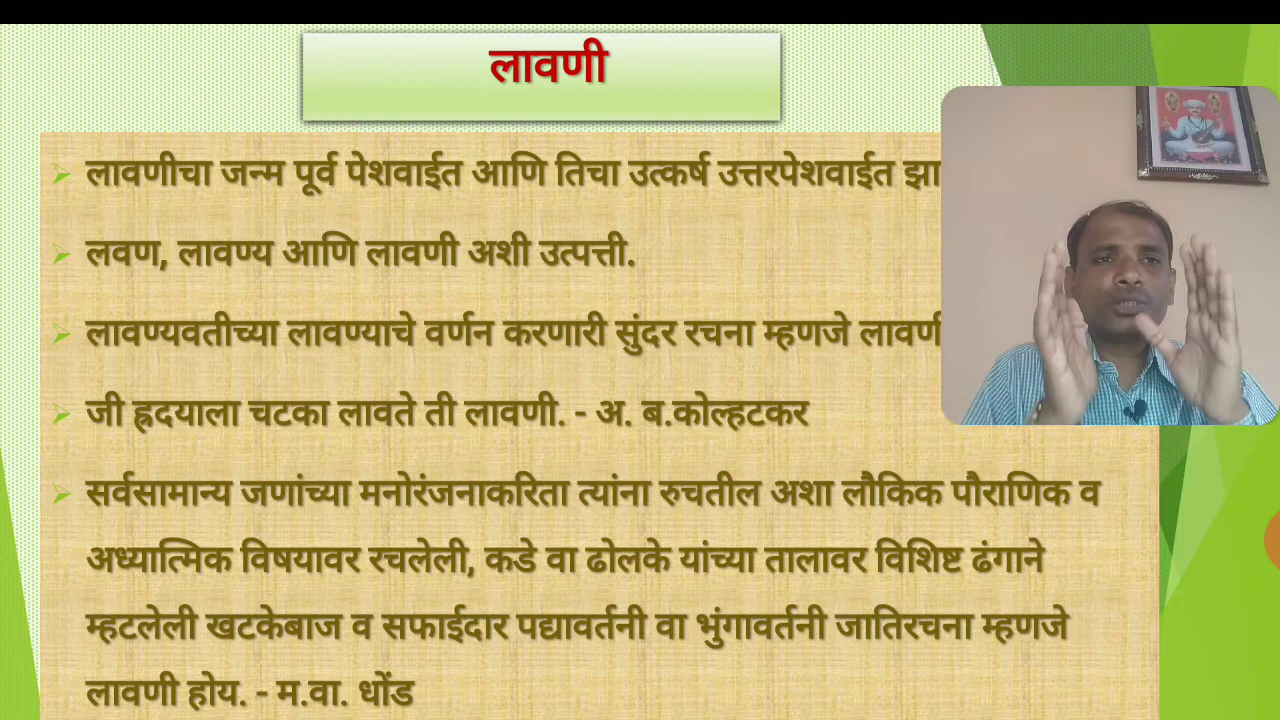 लावणी
लावणीचा जन्म पूर्व पेशवाईत आणि तिचा उत्कर्ष उत्तरपेशवाईत
लवण, लावण्य आणि लावणी अशी उत्पत्ती.
लावण्यवतीच्या लावण्याचे वर्णन करणारी सुंदर रचना म्हणजे लावणी
जी ह्रदयाला चटका लावते ती लावणी. - अ. ब.कोल्हटकर
सर्वसामान्य जणांच्या मनोरंजनाकरिता त्यांना रुचतील अशा लौकिक पौराणिक व
अध्यात्मिक विषयावर रचलेली, कडे वा ढोलके यांच्या तालावर विशिष्ट ढंगाने
म्हटलेली खटकेबाज व सफाईदार पद्यावर्तनी वा भुंगावर्तनी जातिरचना म्हणजे
लावणी होय. - म.वा. धोंड